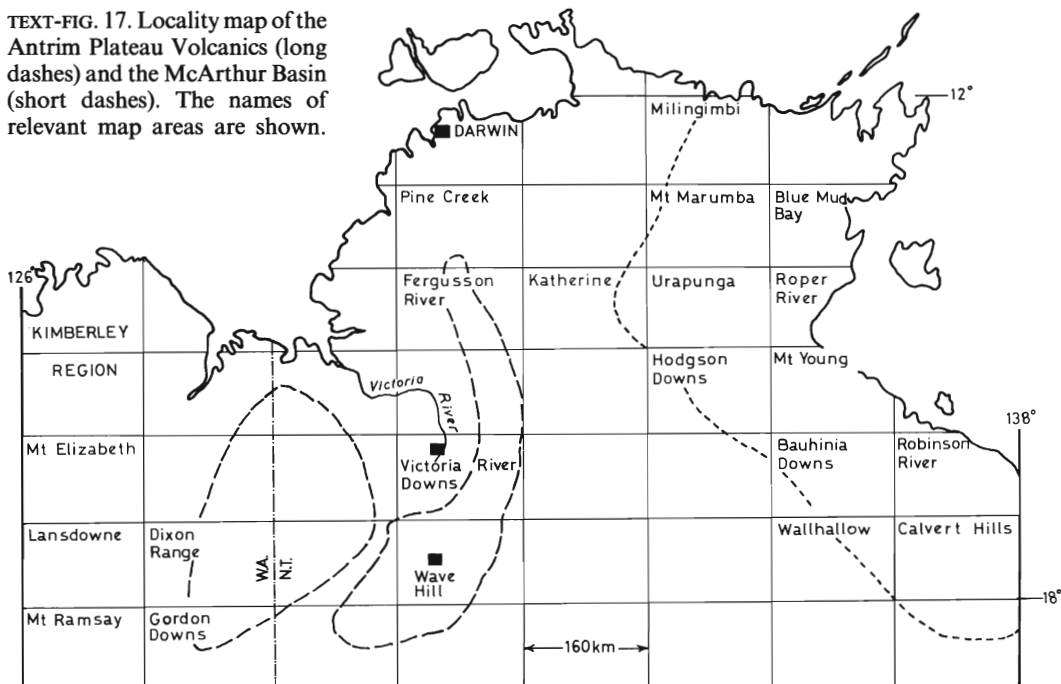 TEXT-FIG. 17. Locality map of the
Antrim Plateau Volcanics (long
dashes) and the McArthur Basin
(short dashes). The names of
relevant map areas are shown.
12°
Milingimbi
DARWIN
Pine Creek
Mt Marumba
Blue Mud
Bay
126°
Fergusson
River
Katherine
Urapunga
Roper
River
KIMBERLEY
REGION
Hodgson
Downs
Mt Young
Victoria
River
138°
Mt Elizabeth
Victoria River
Downs
Bauhinia
Downs
Robinson
River
Lansdowne
Dixon
Range
W.A.
N.T.
Wave
Hill
Wallhallow
Calvert Hills
18°
Mt Ramsay
Gordon
Downs
160km